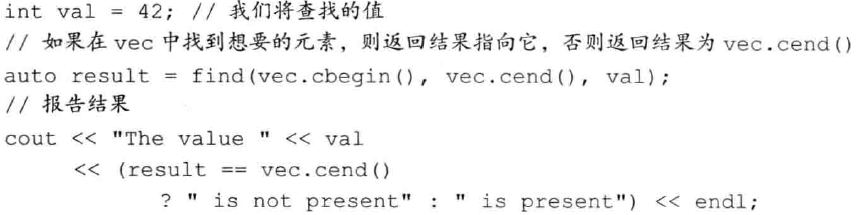 int val = 42; // 我们将查找的值
// 如果在 vec 中找到想要的元素，则返回结果指向它，否则返回结果为 vec.cend()
auto result = find(vec.cbegin(), vec.cend(), val);
// 报告结果
cout << "The value " << val
     << (result == vec.cend()
           ? " is not present" : " is present") << endl;